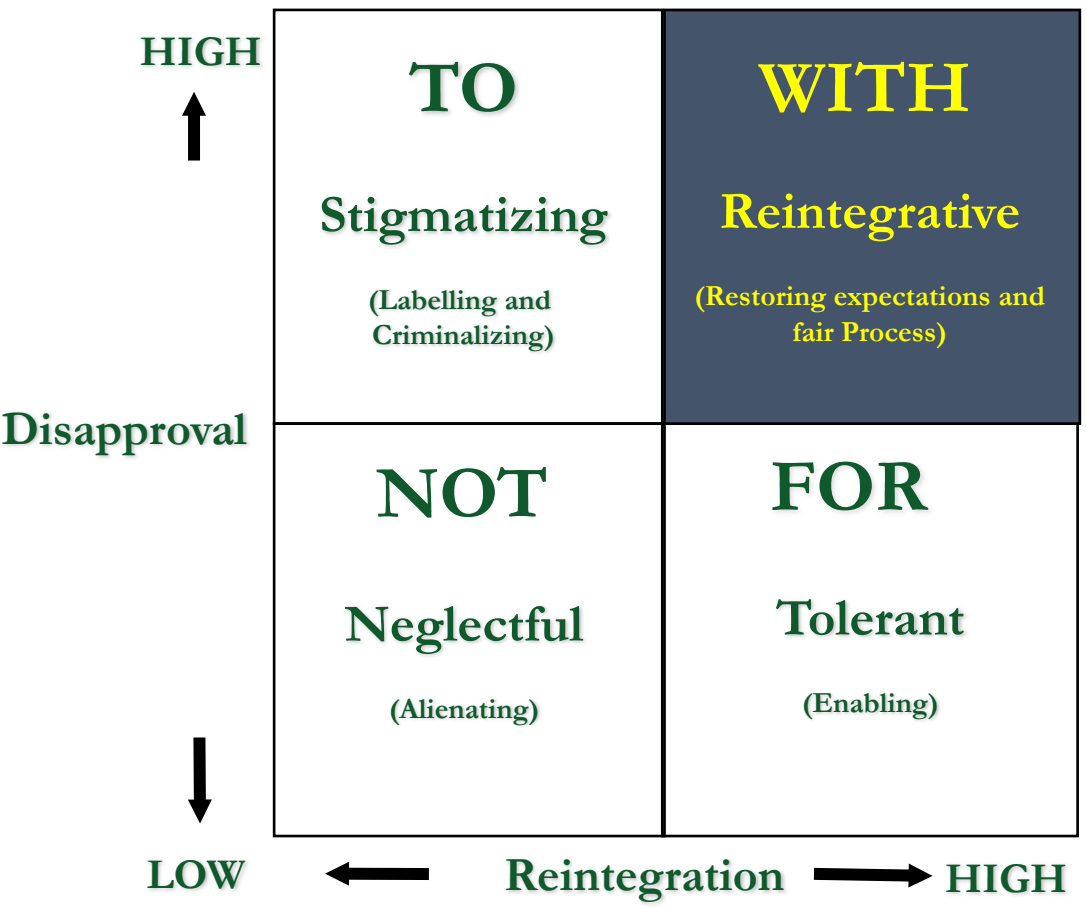 HIGH
TO
Stigmatizing
(Labelling and
Criminalizing)
WITH
Reintegrative
(Restoring expectations and
fair Process)
Disapproval
NOT
Neglectful
(Alienating)
FOR
Tolerant
(Enabling)
LOW
Reintegration
HIGH